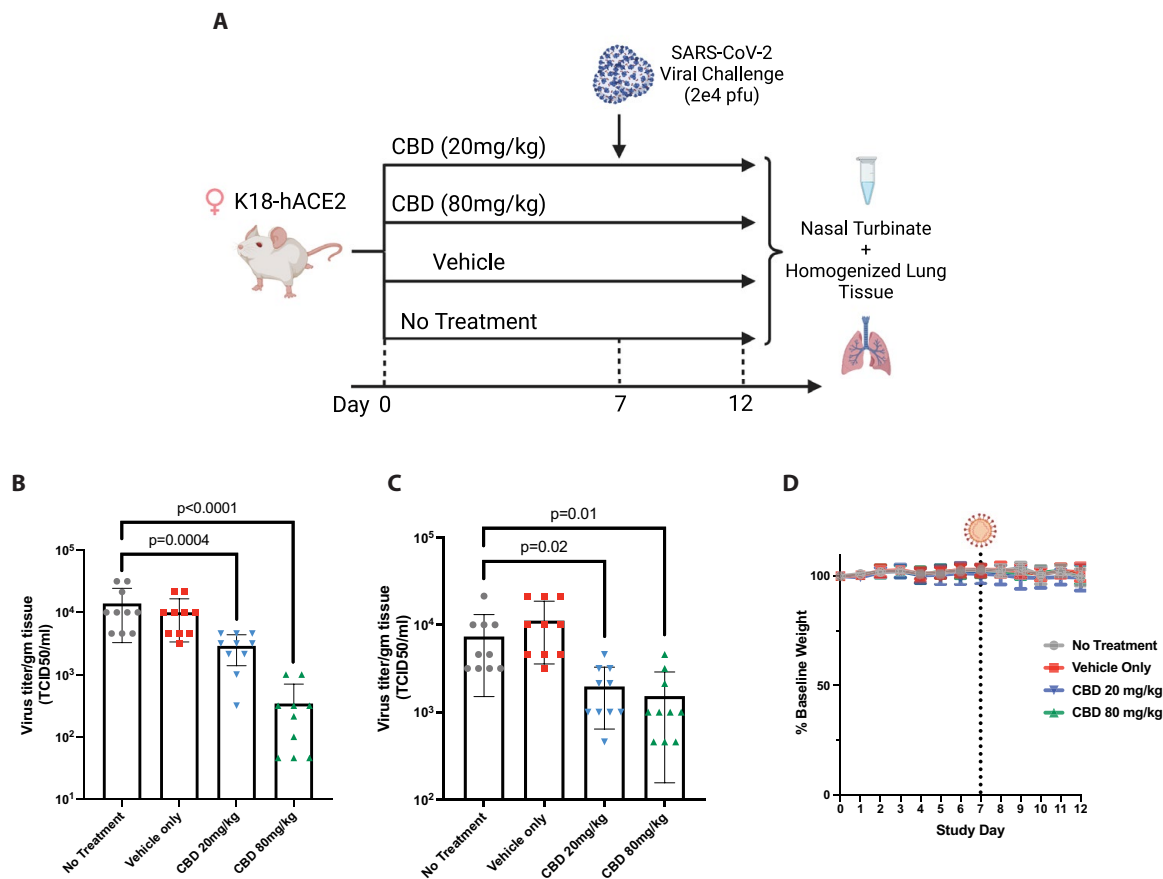 A
SARS-CoV-2
Viral Challenge
(2e4 pfu)
CBD (20mg/kg)
♀ K18-hACE2
CBD (80mg/kg)
Vehicle
No Treatment
Nasal Turbinate
+
Homogenized Lung
Tissue
Day 0 7 12
B
p<0.0001
p=0.0004
Virus titer/gm tissue
(TCID50/ml)
10⁵
10⁴
10³
10²
10¹
No Treatment
Vehicle only
CBD 20mg/kg
CBD 80mg/kg
C
p=0.01
p=0.02
Virus titer/gm tissue
(TCID50/ml)
10⁵
10⁴
10³
10²
No Treatment
Vehicle only
CBD 20mg/kg
CBD 80mg/kg
D
% Baseline Weight
100
50
0
0 1 2 3 4 5 6 7 8 9 10 11 12
Study Day
No Treatment
Vehicle Only
CBD 20 mg/kg
CBD 80 mg/kg